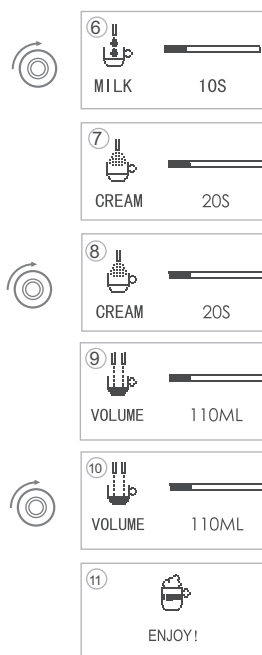 6
MILK 10S
7
CREAM 20S
8
CREAM 20S
9
VOLUME 110ML
10
VOLUME 110ML
11
ENJOY!